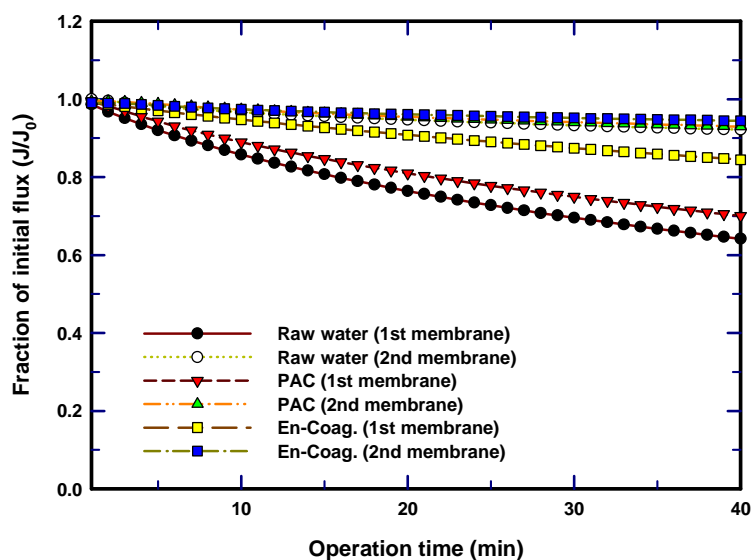 1.2
1.0
0.8
0.6
0.4
0.2
0.0
Fraction of initial flux (J/J₀)
Raw water (1st membrane)
Raw water (2nd membrane)
PAC (1st membrane)
PAC (2nd membrane)
En-Coag. (1st membrane)
En-Coag. (2nd membrane)
10 20 30 40
Operation time (min)